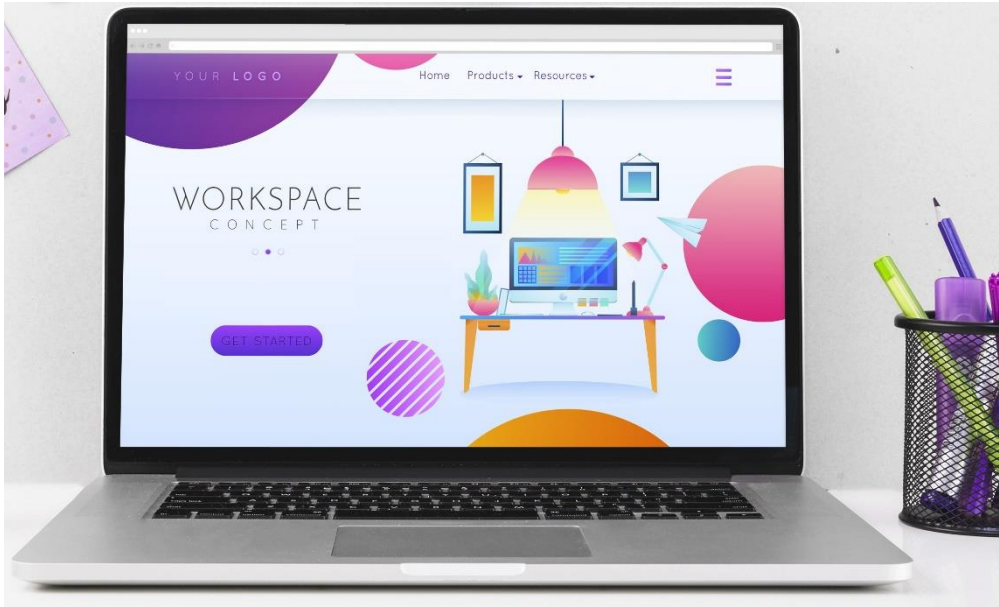 YOUR LOGO
Home Products Resources
WORKSPACE
CONCEPT
GET STARTED